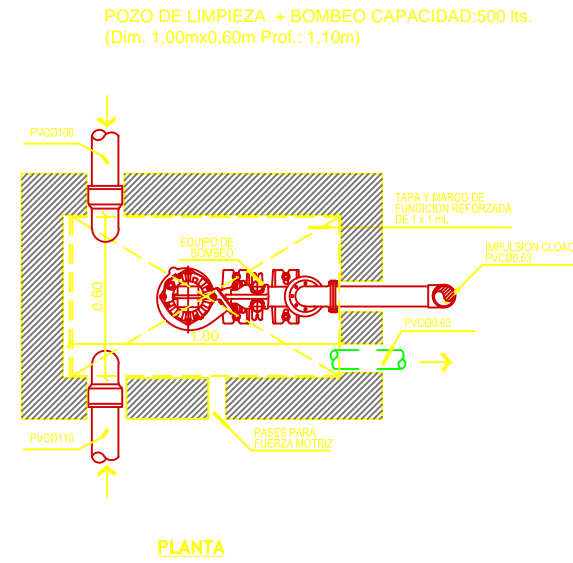 POZO DE LIMPIEZA + BOMBEO CAPACIDAD:500 lts.
(Dim. 1,00mx0,60m Prof.: 1,10m)
PVCØ100
TAPA Y MARCO DE
FUNDICION REFORZADA
DE 1 x 1 mt.
EQUIPO DE
BOMBEO
IMPULSION CLOAC
PVCØ0.63
0.60
1.00
PVCØ0.63
PVCØ110
PASES PARA
FUERZA MOTRIZ
PLANTA